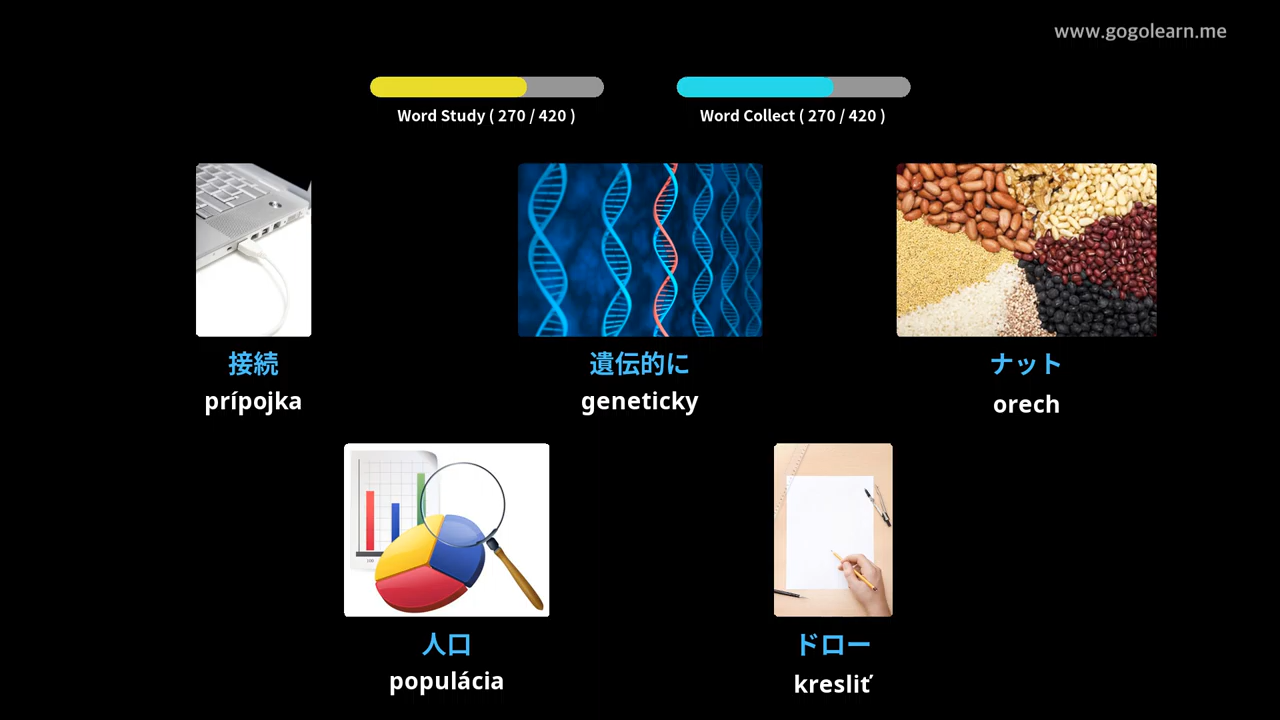 www.gogolearn.me
Word Study ( 270 / 420 )
Word Collect ( 270 / 420 )
接続
prípojka
遺伝的に
geneticky
ナット
orech
100
人口
populácia
ドロー
kresliť